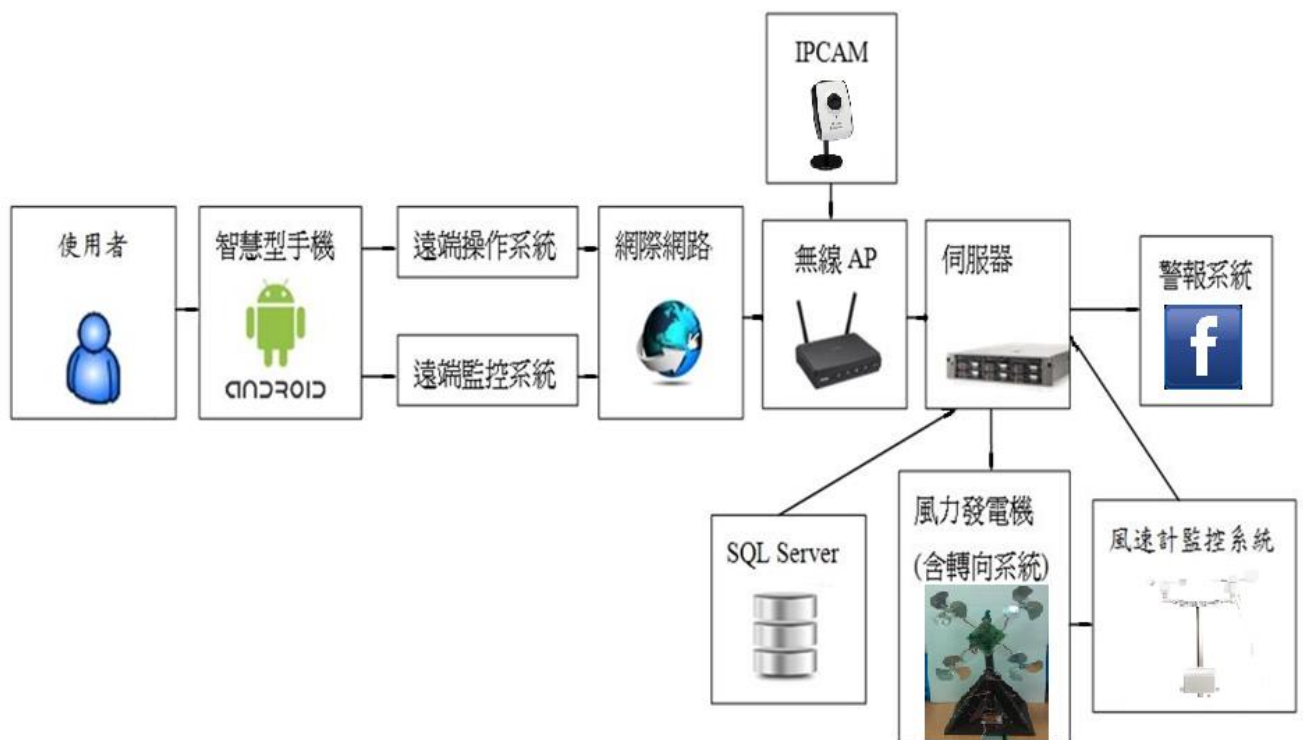 IPCAM
使用者
智慧型手機
ANDROID
遠端操作系統
遠端監控系統
網際網路
無線 AP
伺服器
警報系統
f
SQL Server
風力發電機
(含轉向系統)
風速計監控系統